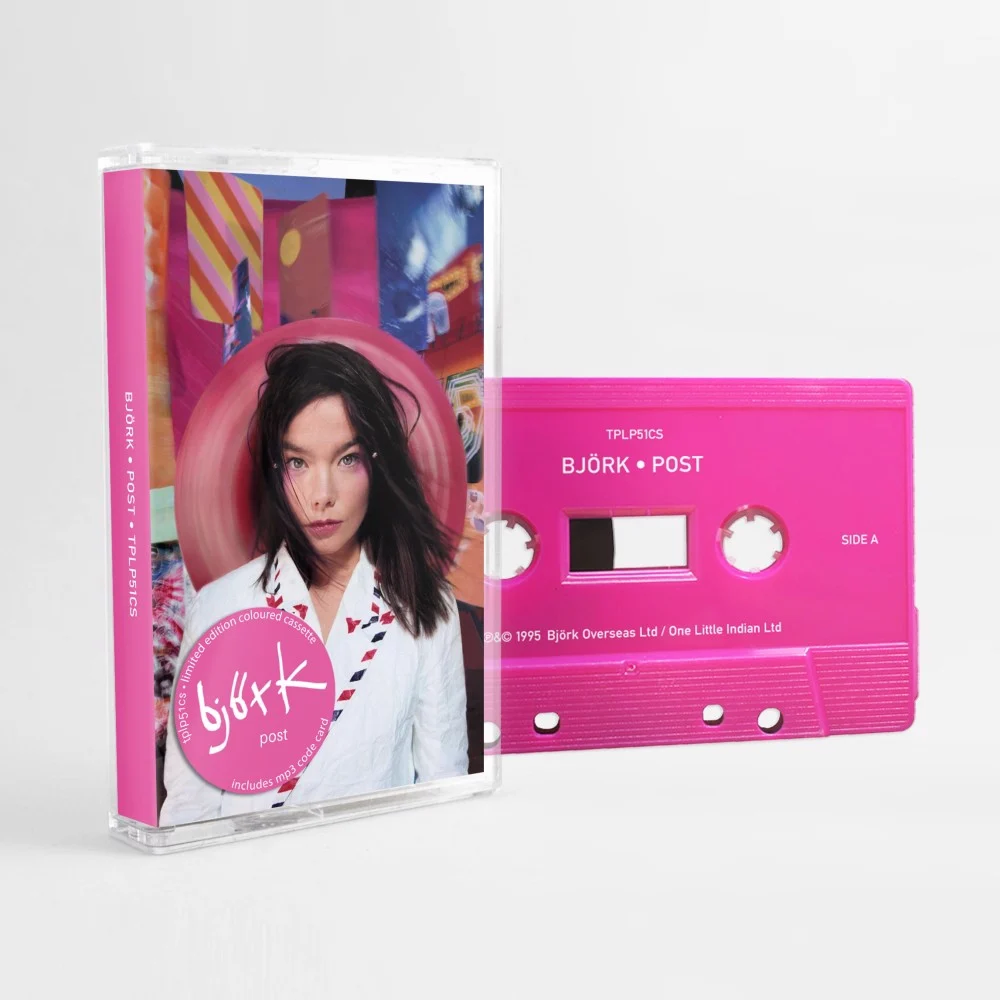 BJÖRK • POST • TPLP51CS
tplp51cs • limited edition coloured cassette
björk
post
includes mp3 code card
TPLP51CS
BJÖRK • POST
SIDE A
℗&© 1995 Björk Overseas Ltd / One Little Indian Ltd